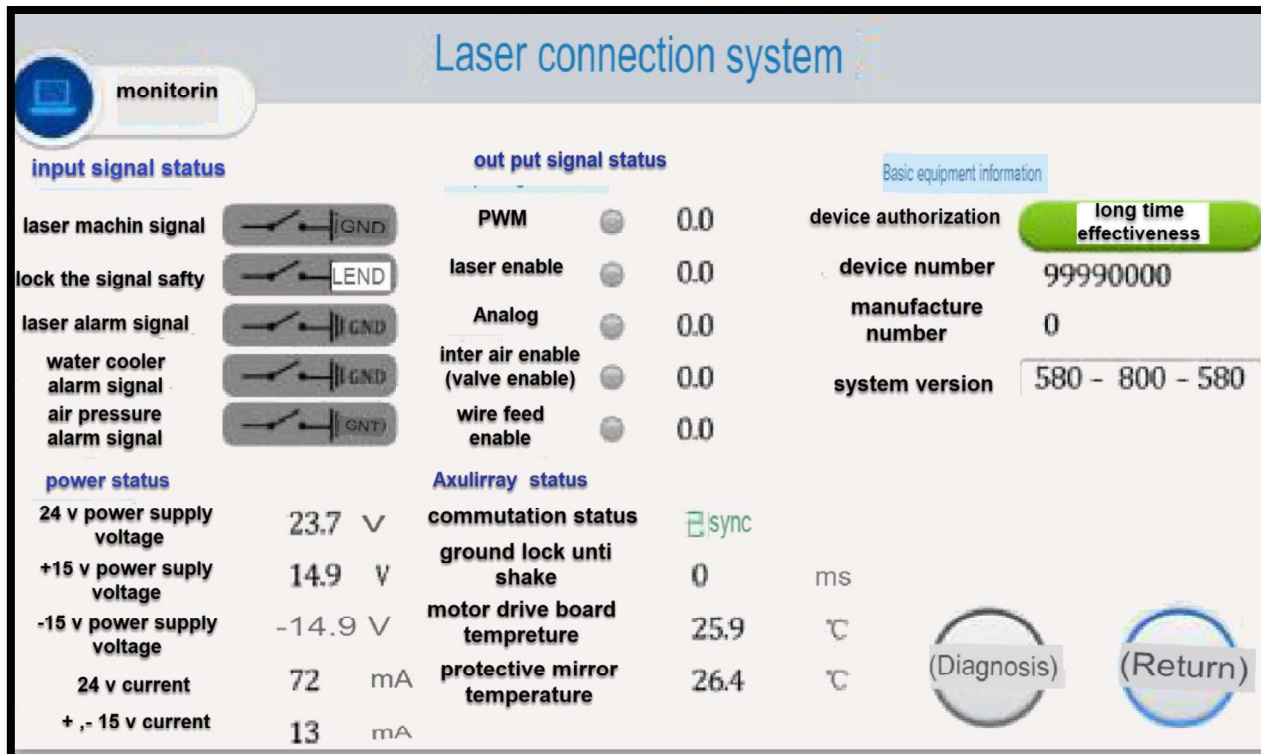 Laser connection system
monitorin
input signal status
laser machin signal
GND
lock the signal safty
LEND
laser alarm signal
GND
water cooler
alarm signal
GND
air pressure
alarm signal
GNT)
out put signal status
PWM
0.0
laser enable
0.0
Analog
0.0
inter air enable
(valve enable)
0.0
wire feed
enable
0.0
Basic equipment information
device authorization
long time
effectiveness
device number
99990000
manufacture
number
0
system version
580 - 800 - 580
power status
24 v power supply
voltage
23.7 V
+15 v power suply
voltage
14.9 V
-15 v power supply
voltage
-14.9 V
24 v current
72 mA
+ ,- 15 v current
13 mA
Axulirray status
commutation status
sync
ground lock unti
shake
0 ms
motor drive board
tempreture
25.9 ℃
protective mirror
temperature
26.4 ℃
(Diagnosis)
(Return)